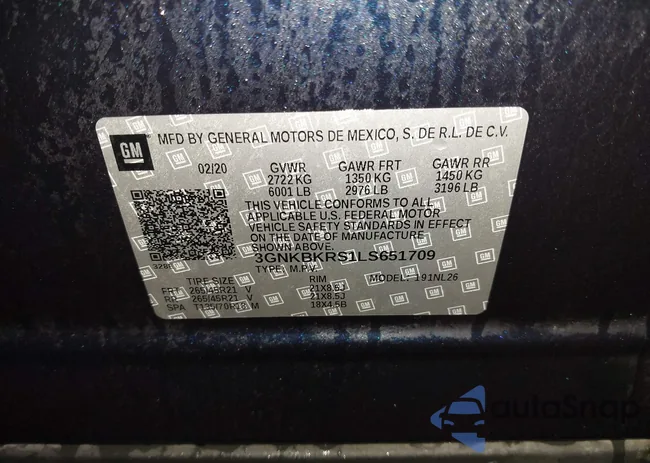 GM MFD BY GENERAL MOTORS DE MEXICO, S. DE R.L. DE C.V.
02/20 GVWR GAWR FRT GAWR RR
2722 KG 1350 KG 1450 KG
6001 LB 2976 LB 3196 LB
THIS VEHICLE CONFORMS TO ALL
APPLICABLE U.S. FEDERAL MOTOR
VEHICLE SAFETY STANDARDS IN EFFECT
ON THE DATE OF MANUFACTURE
SHOWN ABOVE.
3GNKBKRS1LS651709
TYPE: M.P.V MODEL: 191NL26
TIRE SIZE RIM
FRT 265/45R21 V 21X8.5J
RR 265/45R21 V 21X8.5J
SPA T135/70R18 M 18X4.5B
autoSnap